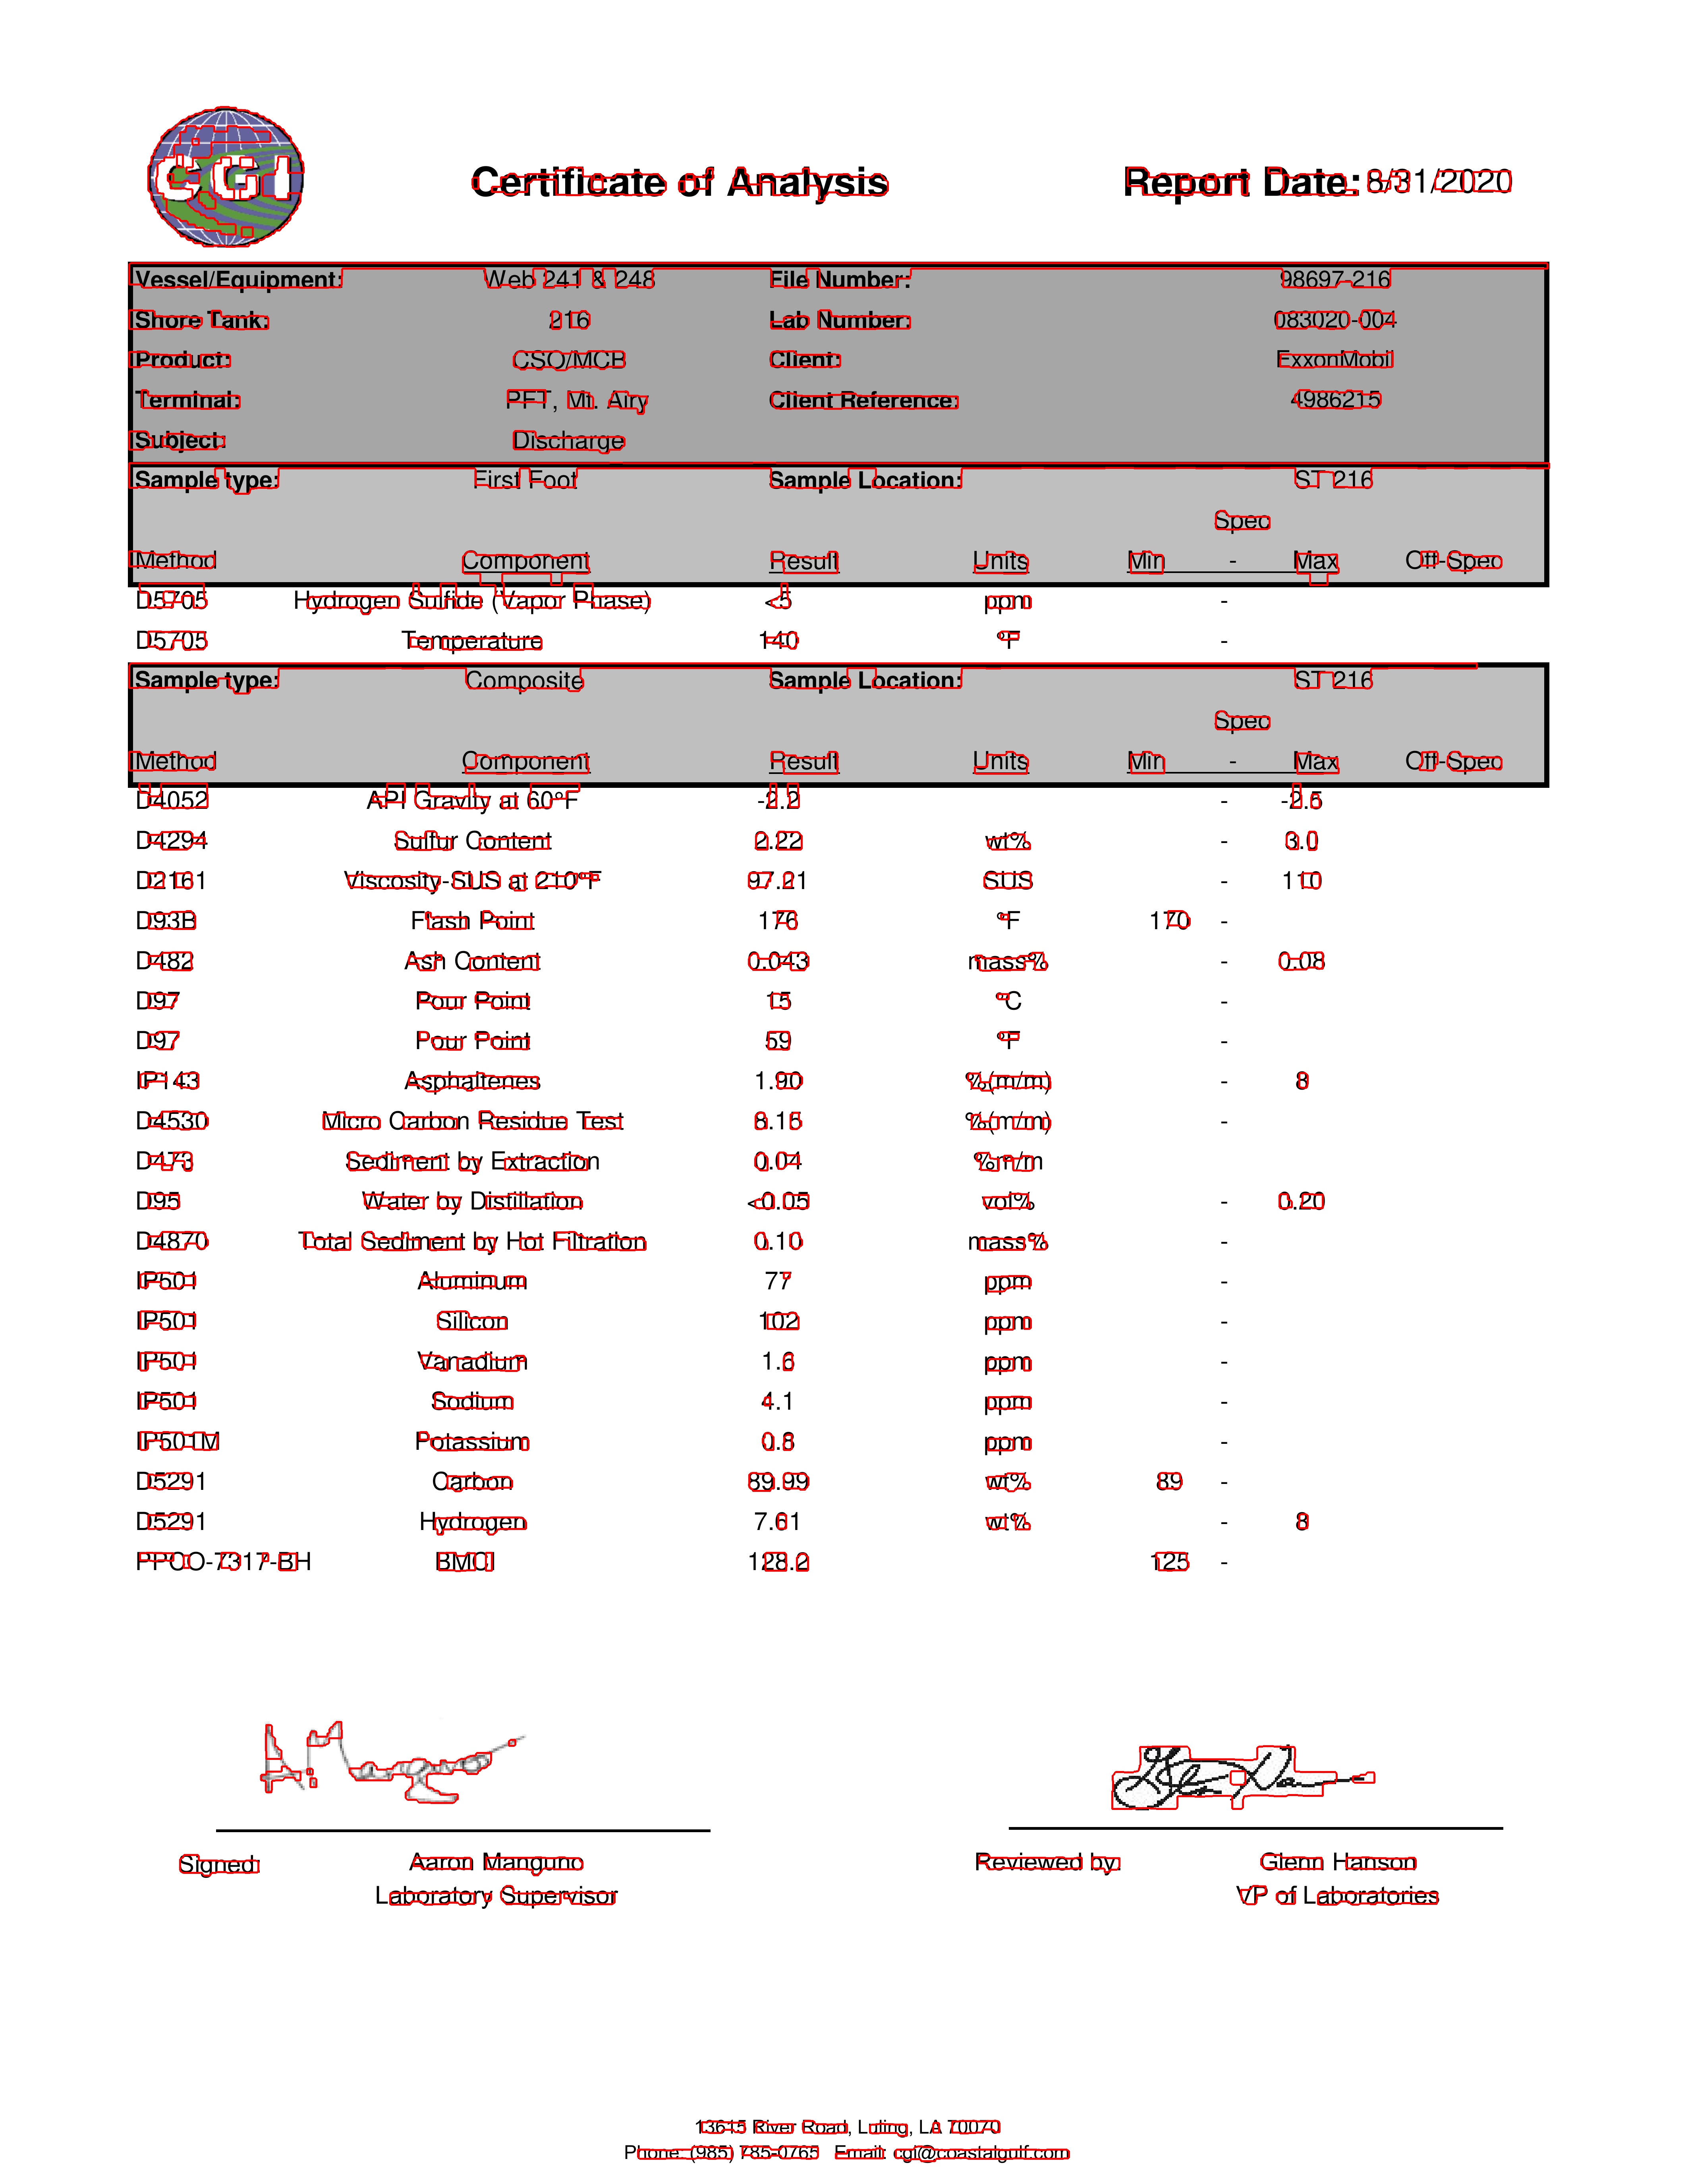 CGI
Certificate of Analysis Report Date: 8/31/2020
Vessel/Equipment: Web 241 & 248 File Number: 98697-216
Shore Tank: 216 Lab Number: 083020-004
Product: CSO/MCB Client: ExxonMobil
Terminal: PFT, Mt. Airy Client Reference: 4986215
Subject: Discharge
Sample type: First Foot Sample Location: ST 216
Spec
Method Component Result Units Min - Max Off-Spec
D5705 Hydrogen Sulfide (Vapor Phase) <5 ppm -
D5705 Temperature 140 °F -
Sample type: Composite Sample Location: ST 216
Spec
Method Component Result Units Min - Max Off-Spec
D4052 API Gravity at 60°F -2.2 - -2.5
D4294 Sulfur Content 2.22 wt% - 3.0
D2161 Viscosity-SUS at 210°F 97.21 SUS - 110
D93B Flash Point 176 °F 170 -
D482 Ash Content 0.043 mass% - 0.08
D97 Pour Point 15 °C -
D97 Pour Point 59 °F -
IP143 Asphaltenes 1.90 %(m/m) - 8
D4530 Micro Carbon Residue Test 8.15 %(m/m) -
D473 Sediment by Extraction 0.04 %m/m -
D95 Water by Distillation <0.05 vol% - 0.20
D4870 Total Sediment by Hot Filtration 0.10 mass% -
IP501 Aluminum 77 ppm -
IP501 Silicon 102 ppm -
IP501 Vanadium 1.6 ppm -
IP501 Sodium 4.1 ppm -
IP501M Potassium 0.8 ppm -
D5291 Carbon 89.99 wt% 89 -
D5291 Hydrogen 7.61 wt% - 8
PPCO-7317-BH BMCI 128.2 125 -
Signed: Aaron Manguno Reviewed by: Glenn Hanson
Laboratory Supervisor VP of Laboratories
13615 River Road, Luling, LA 70070
Phone: (985) 785-0765 Email: cgl@coastalgulf.com